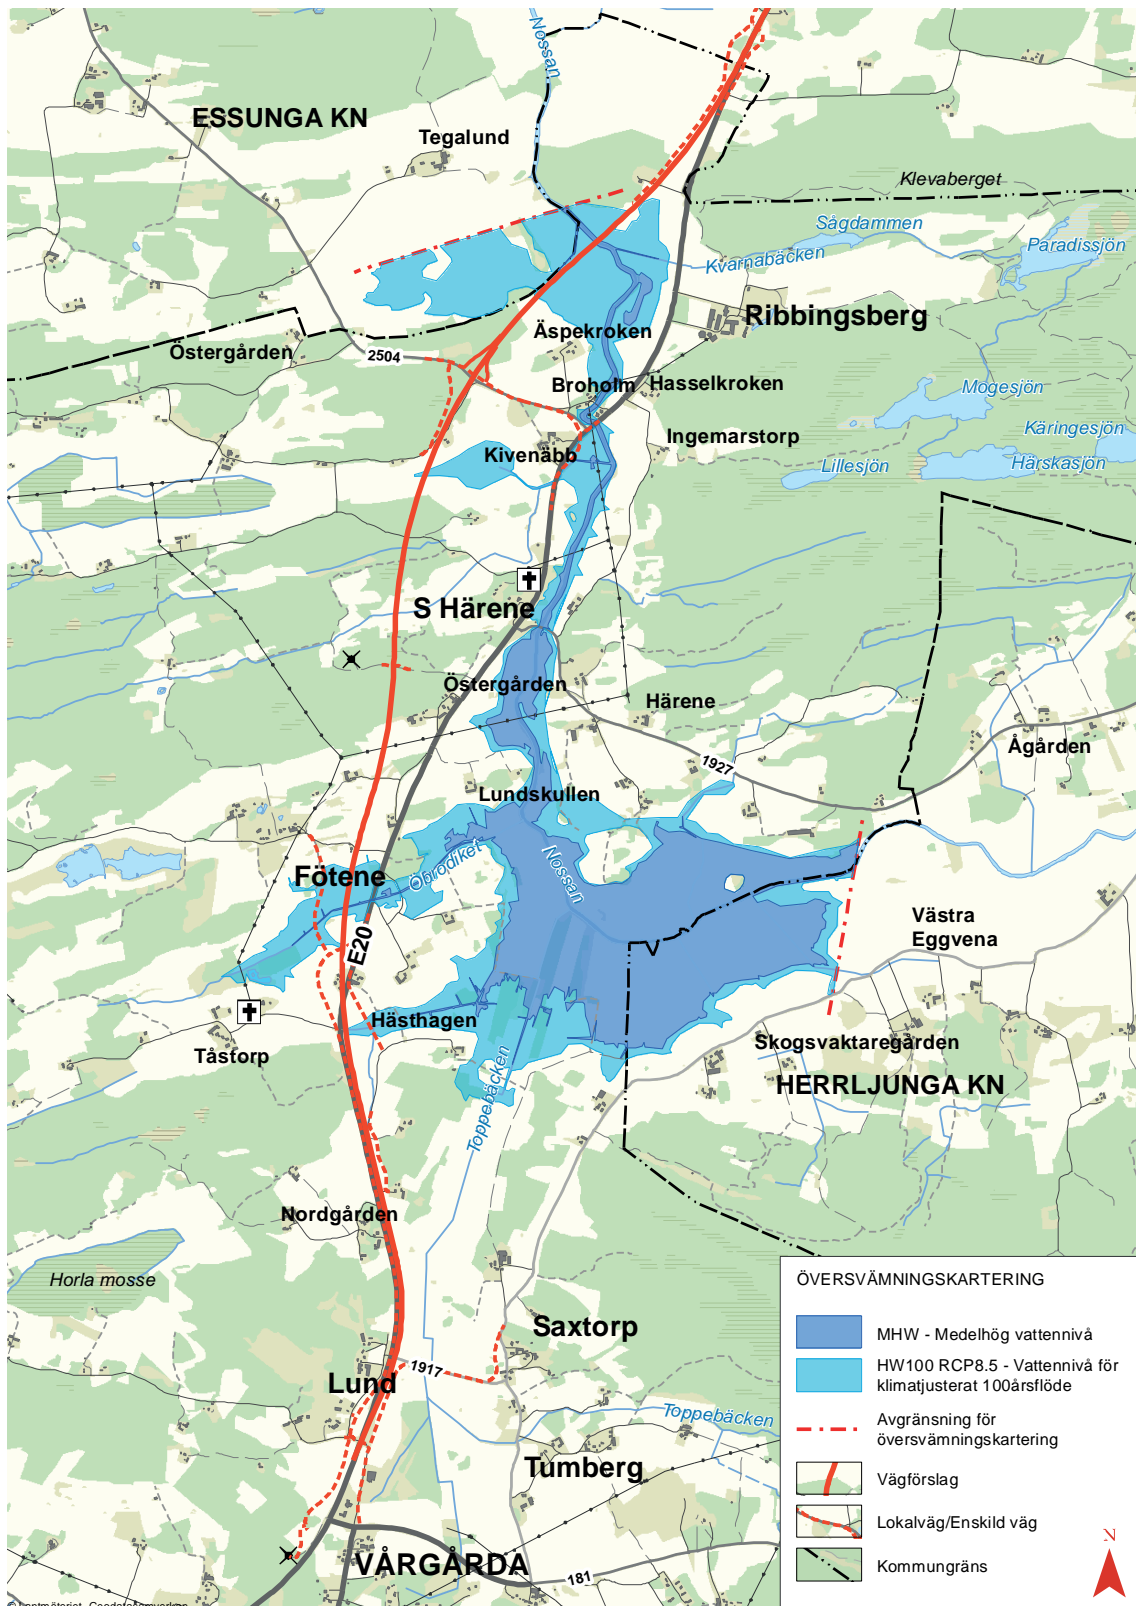 Nossan
ESSUNGA KN
Tegalund
Klevaberget
Sågdammen
Paradissjön
Kvarnabäcken
Ribbingsberg
Äspekroken
Östergården
2504
Broholm
Hasselkroken
Mogesjön
Käringesjön
Ingemarstorp
Kivenäbb
Lillesjön
Härskasjön
S Härene
Östergården
Härene
Ågården
1927
Lundskullen
Öbrodiket
Nossan
Fötene
Västra
Eggvena
E20
Hästhagen
Tåstorp
Skogsvaktaregården
HERRLJUNGA KN
Toppebäcken
Nordgården
Horla mosse
Saxtorp
1917
Lund
Toppebäcken
Tumberg
VÅRGÅRDA
181
ÖVERSVÄMNINGSKARTERING
MHW - Medelhög vattennivå
HW100 RCP8.5 - Vattennivå för
klimatjusterat 100årsflöde
Avgränsning för
översvämningskartering
Vägförslag
Lokalväg/Enskild väg
Kommungräns
N